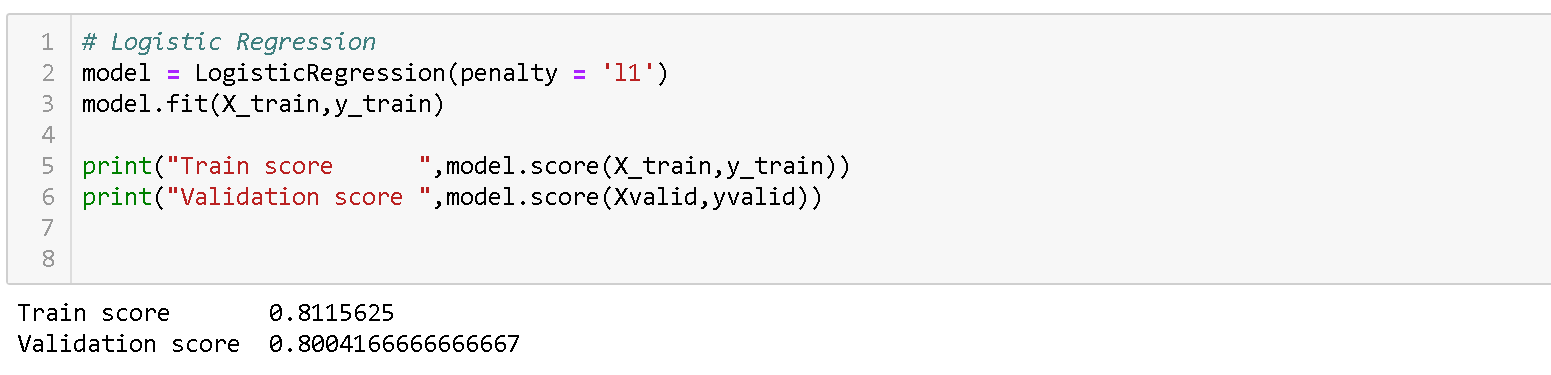 1 # Logistic Regression
2 model = LogisticRegression(penalty = 'l1')
3 model.fit(X_train,y_train)
4
5 print("Train score      ",model.score(X_train,y_train))
6 print("Validation score ",model.score(Xvalid,yvalid))
7
8
Train score       0.8115625
Validation score  0.8004166666666667